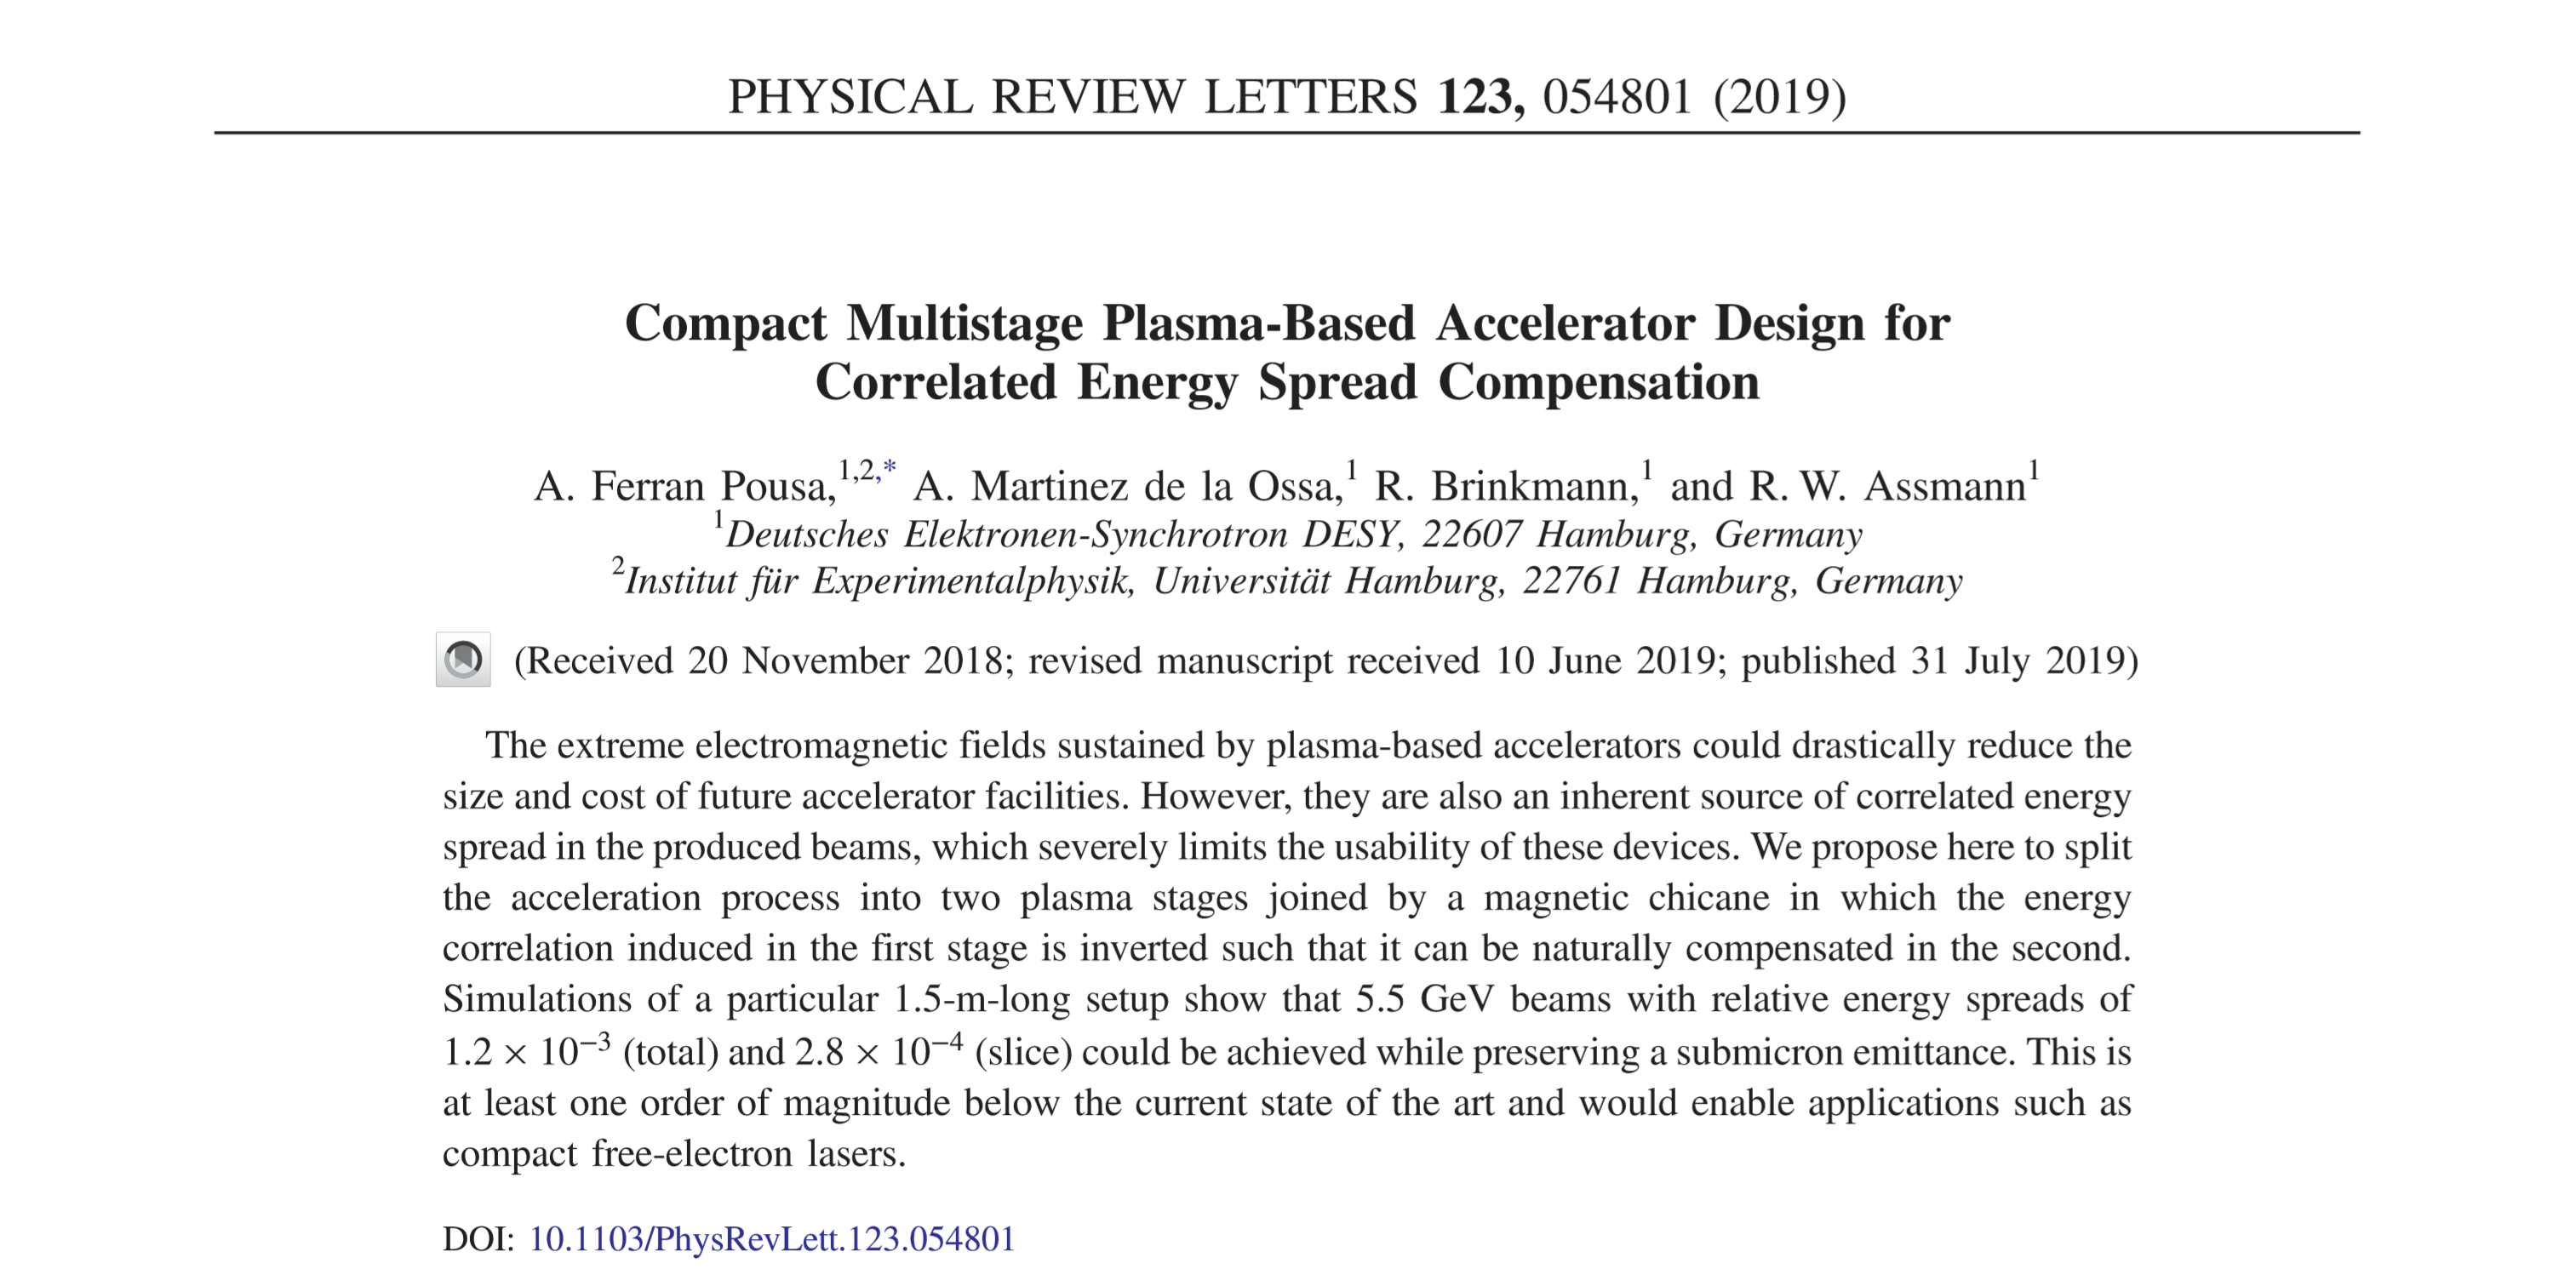 PHYSICAL REVIEW LETTERS 123, 054801 (2019)
Compact Multistage Plasma-Based Accelerator Design for
Correlated Energy Spread Compensation
A. Ferran Pousa,1,2,* A. Martinez de la Ossa,1 R. Brinkmann,1 and R. W. Assmann1
1Deutsches Elektronen-Synchrotron DESY, 22607 Hamburg, Germany
2Institut für Experimentalphysik, Universität Hamburg, 22761 Hamburg, Germany
(Received 20 November 2018; revised manuscript received 10 June 2019; published 31 July 2019)
The extreme electromagnetic fields sustained by plasma-based accelerators could drastically reduce the
size and cost of future accelerator facilities. However, they are also an inherent source of correlated energy
spread in the produced beams, which severely limits the usability of these devices. We propose here to split
the acceleration process into two plasma stages joined by a magnetic chicane in which the energy
correlation induced in the first stage is inverted such that it can be naturally compensated in the second.
Simulations of a particular 1.5-m-long setup show that 5.5 GeV beams with relative energy spreads of
1.2 × 10−3 (total) and 2.8 × 10−4 (slice) could be achieved while preserving a submicron emittance. This is
at least one order of magnitude below the current state of the art and would enable applications such as
compact free-electron lasers.
DOI: 10.1103/PhysRevLett.123.054801